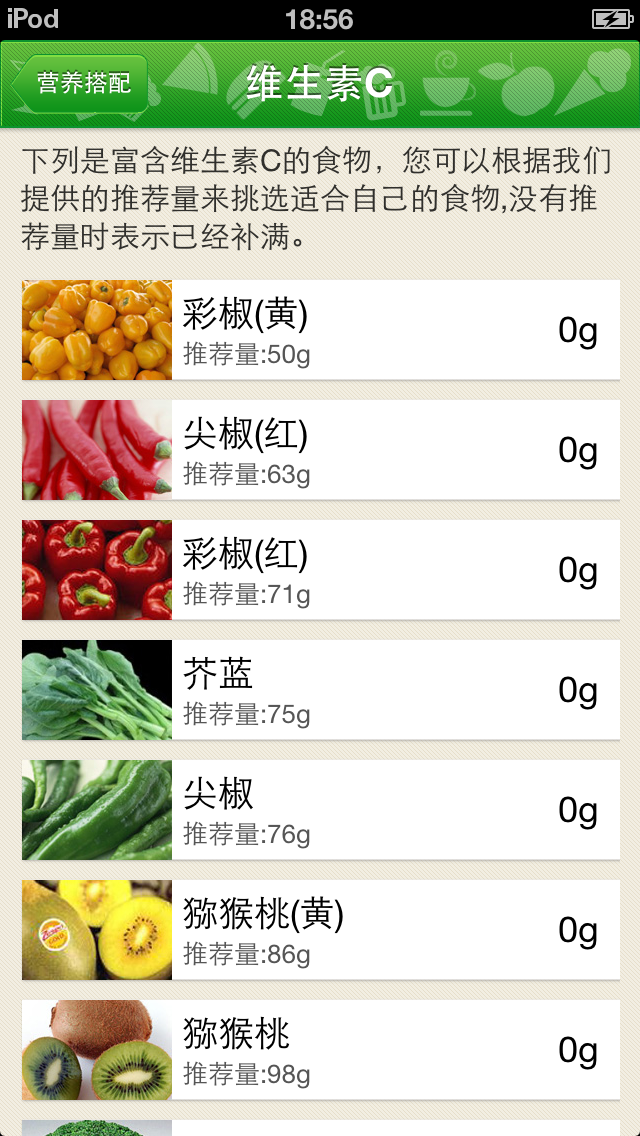 iPod
18:56
营养搭配
维生素C
下列是富含维生素C的食物，您可以根据我们
提供的推荐量来挑选适合自己的食物,没有推
荐量时表示已经补满。
彩椒(黄)
推荐量:50g
0g
尖椒(红)
推荐量:63g
0g
彩椒(红)
推荐量:71g
0g
芥蓝
推荐量:75g
0g
尖椒
推荐量:76g
0g
猕猴桃(黄)
推荐量:86g
0g
猕猴桃
推荐量:98g
0g